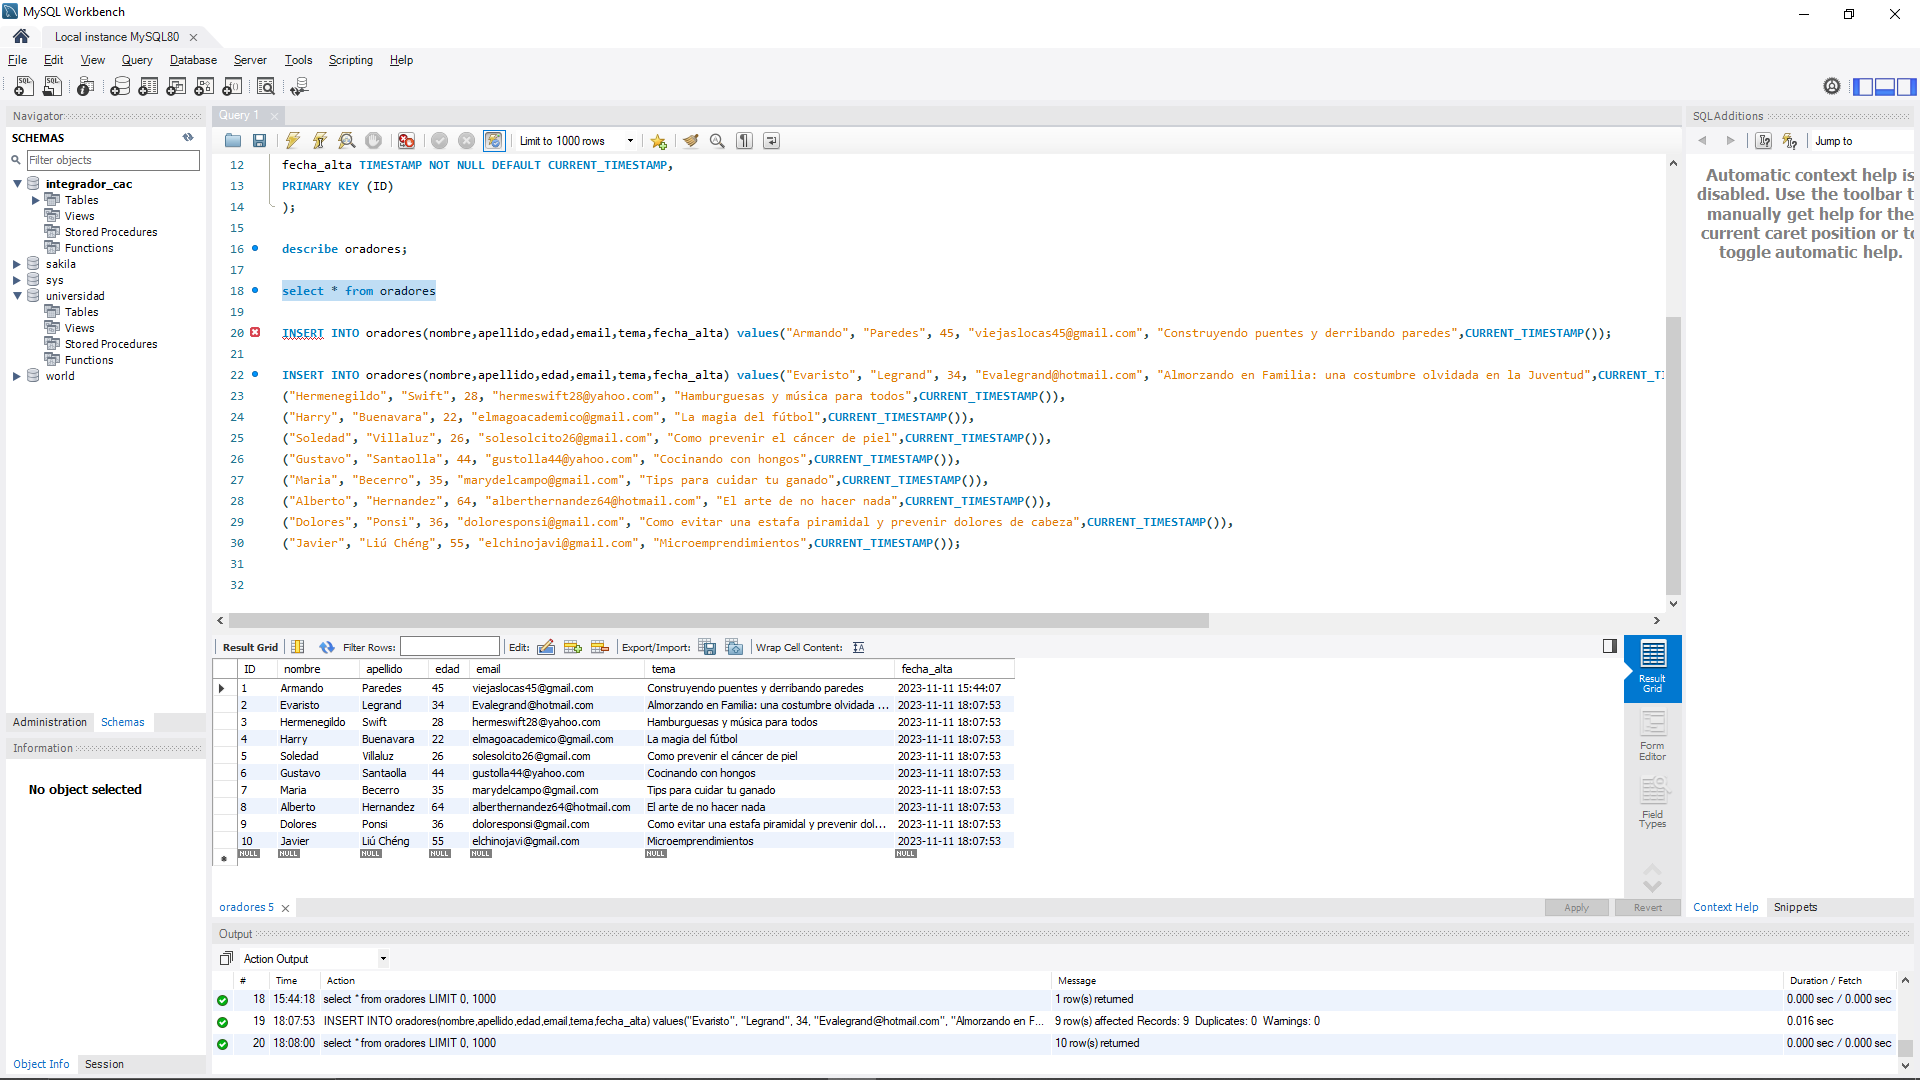 MySQL Workbench
Local instance MySQL80
File Edit View Query Database Server Tools Scripting Help
Navigator
SCHEMAS
Filter objects
integrador_cac
Tables
Views
Stored Procedures
Functions
sakila
sys
universidad
Tables
Views
Stored Procedures
Functions
world
Administration Schemas
Information
No object selected
Object Info Session
Query 1
Limit to 1000 rows
12 fecha_alta TIMESTAMP NOT NULL DEFAULT CURRENT_TIMESTAMP,
13 PRIMARY KEY (ID)
14 );
15
16 describe oradores;
17
18 select * from oradores
19
20 INSERT INTO oradores(nombre,apellido,edad,email,tema,fecha_alta) values("Armando", "Paredes", 45, "viejaslocas45@gmail.com", "Construyendo puentes y derribando paredes",CURRENT_TIMESTAMP());
21
22 INSERT INTO oradores(nombre,apellido,edad,email,tema,fecha_alta) values("Evaristo", "Legrand", 34, "Evalegrand@hotmail.com", "Almorzando en Familia: una costumbre olvidada en la Juventud",CURRENT_T
23 ("Hermenegildo", "Swift", 28, "hermeswift28@yahoo.com", "Hamburguesas y música para todos",CURRENT_TIMESTAMP()),
24 ("Harry", "Buenavara", 22, "elmagoacademico@gmail.com", "La magia del fútbol",CURRENT_TIMESTAMP()),
25 ("Soledad", "Villaluz", 26, "solesolcito26@gmail.com", "Como prevenir el cáncer de piel",CURRENT_TIMESTAMP()),
26 ("Gustavo", "Santaolla", 44, "gustolla44@yahoo.com", "Cocinando con hongos",CURRENT_TIMESTAMP()),
27 ("Maria", "Becerro", 35, "marydelcampo@gmail.com", "Tips para cuidar tu ganado",CURRENT_TIMESTAMP()),
28 ("Alberto", "Hernandez", 64, "alberthernandez64@hotmail.com", "El arte de no hacer nada",CURRENT_TIMESTAMP()),
29 ("Dolores", "Ponsi", 36, "doloresponsi@gmail.com", "Como evitar una estafa piramidal y prevenir dolores de cabeza",CURRENT_TIMESTAMP()),
30 ("Javier", "Liú Chéng", 55, "elchinojavi@gmail.com", "Microemprendimientos",CURRENT_TIMESTAMP());
31
32
Result Grid Filter Rows: Edit: Export/Import: Wrap Cell Content:
ID nombre apellido edad email tema fecha_alta
1 Armando Paredes 45 viejaslocas45@gmail.com Construyendo puentes y derribando paredes 2023-11-11 15:44:07
2 Evaristo Legrand 34 Evalegrand@hotmail.com Almorzando en Familia: una costumbre olvidada ... 2023-11-11 18:07:53
3 Hermenegildo Swift 28 hermeswift28@yahoo.com Hamburguesas y música para todos 2023-11-11 18:07:53
4 Harry Buenavara 22 elmagoacademico@gmail.com La magia del fútbol 2023-11-11 18:07:53
5 Soledad Villaluz 26 solesolcito26@gmail.com Como prevenir el cáncer de piel 2023-11-11 18:07:53
6 Gustavo Santaolla 44 gustolla44@yahoo.com Cocinando con hongos 2023-11-11 18:07:53
7 Maria Becerro 35 marydelcampo@gmail.com Tips para cuidar tu ganado 2023-11-11 18:07:53
8 Alberto Hernandez 64 alberthernandez64@hotmail.com El arte de no hacer nada 2023-11-11 18:07:53
9 Dolores Ponsi 36 doloresponsi@gmail.com Como evitar una estafa piramidal y prevenir dol... 2023-11-11 18:07:53
10 Javier Liú Chéng 55 elchinojavi@gmail.com Microemprendimientos 2023-11-11 18:07:53
NULL NULL NULL NULL NULL NULL NULL
Result Grid
Form Editor
Field Types
oradores 5
Apply Revert
SQLAdditions
Jump to
Automatic context help is
disabled. Use the toolbar t
manually get help for the
current caret position or to
toggle automatic help.
Context Help Snippets
Output
Action Output
# Time Action Message Duration / Fetch
18 15:44:18 select * from oradores LIMIT 0, 1000 1 row(s) returned 0.000 sec / 0.000 sec
19 18:07:53 INSERT INTO oradores(nombre,apellido,edad,email,tema,fecha_alta) values("Evaristo", "Legrand", 34, "Evalegrand@hotmail.com", "Almorzando en F... 9 row(s) affected Records: 9 Duplicates: 0 Warnings: 0 0.016 sec
20 18:08:00 select * from oradores LIMIT 0, 1000 10 row(s) returned 0.000 sec / 0.000 sec